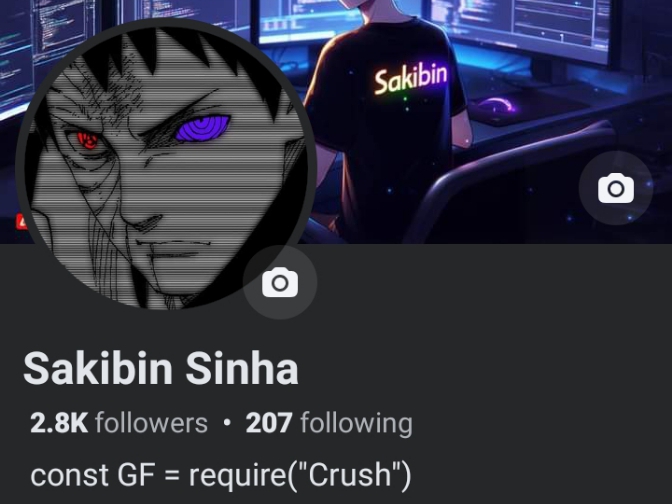 Sakibin
Sakibin Sinha
2.8K followers • 207 following
const GF = require("Crush")